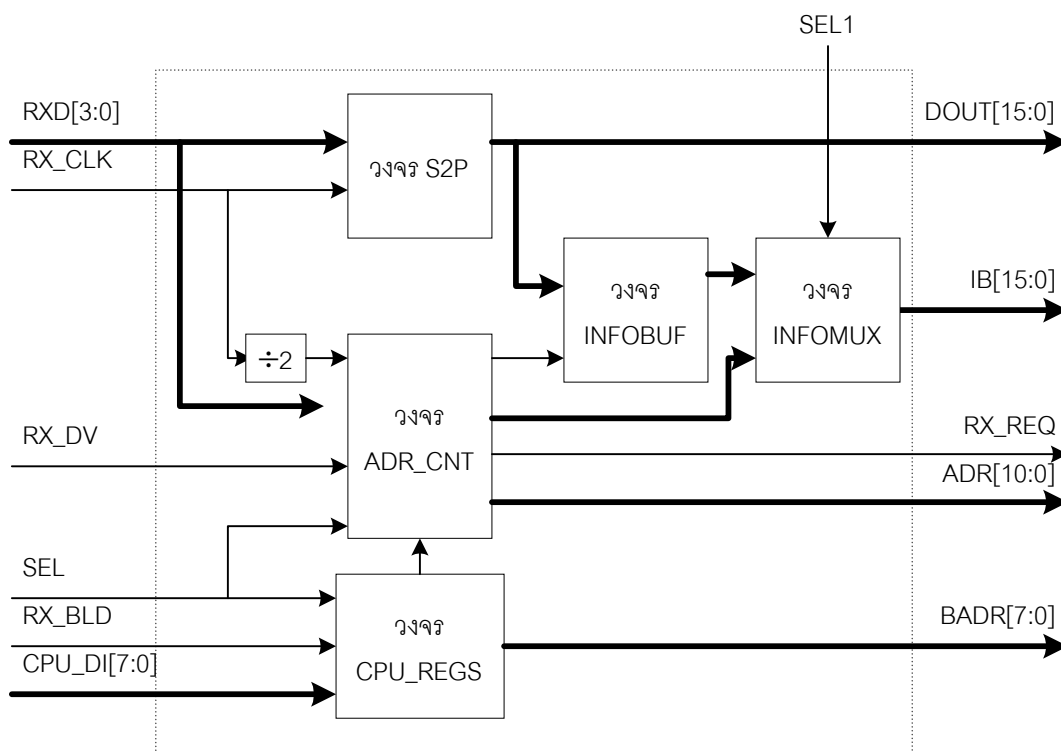 SEL1
RXD[3:0]
DOUT[15:0]
RX_CLK
วงจร S2P
วงจร
INFOBUF
วงจร
INFOMUX
IB[15:0]
÷2
วงจร
ADR_CNT
RX_DV
RX_REQ
ADR[10:0]
SEL
RX_BLD
CPU_DI[7:0]
วงจร
CPU_REGS
BADR[7:0]